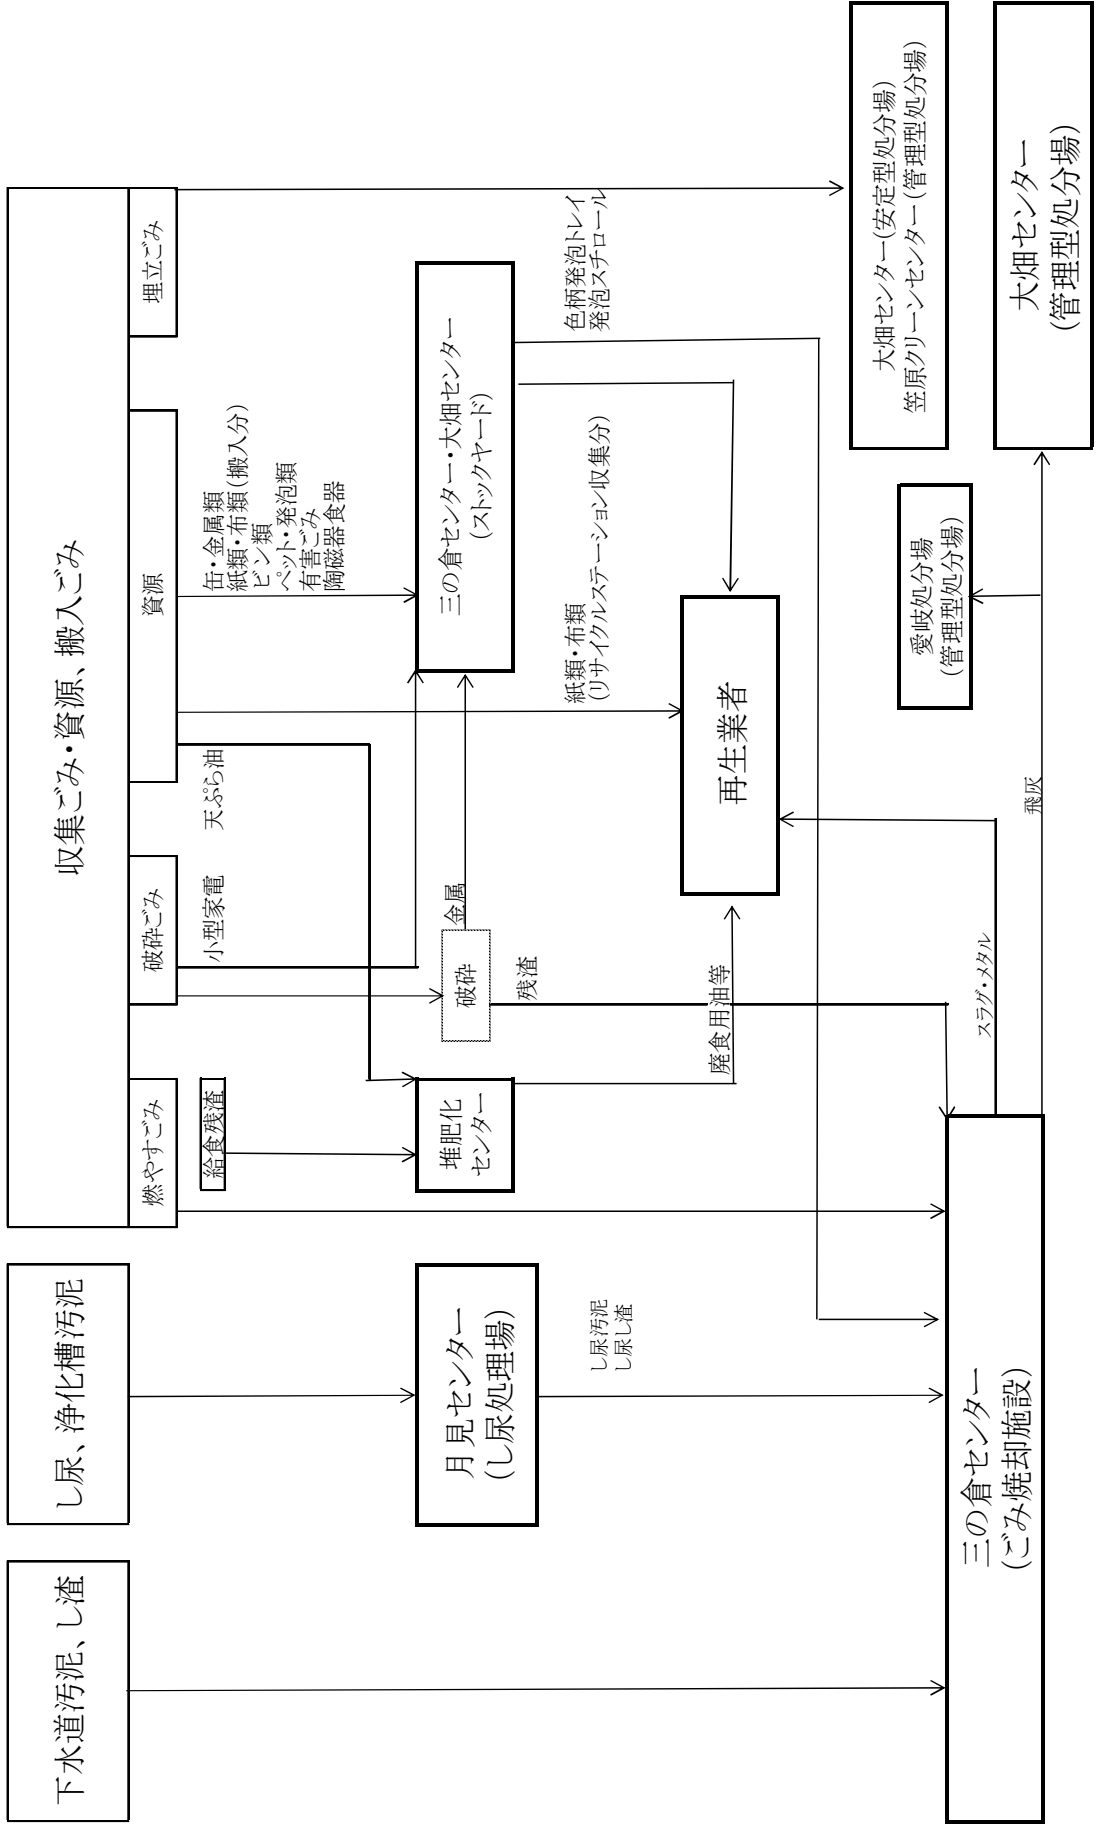 下水道汚泥、し渣
し尿、浄化槽汚泥
収集ごみ・資源、搬入ごみ
燃やすごみ
破砕ごみ
資源
埋立ごみ
給食残渣
小型家電
天ぷら油
缶・金属類
紙類・布類(搬入分)
ビン類
ペット・発泡類
有害ごみ
陶磁器食器
月見センター
(し尿処理場)
堆肥化
センター
破砕
金属
三の倉センター・大畑センター
(ストックヤード)
残渣
し尿汚泥
し尿し渣
紙類・布類
(リサイクルステーション収集分)
色柄発泡トレイ
発泡スチロール
廃食用油等
再生業者
大畑センター(安定型処分場)
笠原クリーンセンター(管理型処分場)
愛岐処分場
(管理型処分場)
三の倉センター
(ごみ焼却施設)
スラグ・メタル
飛灰
大畑センター
(管理型処分場)